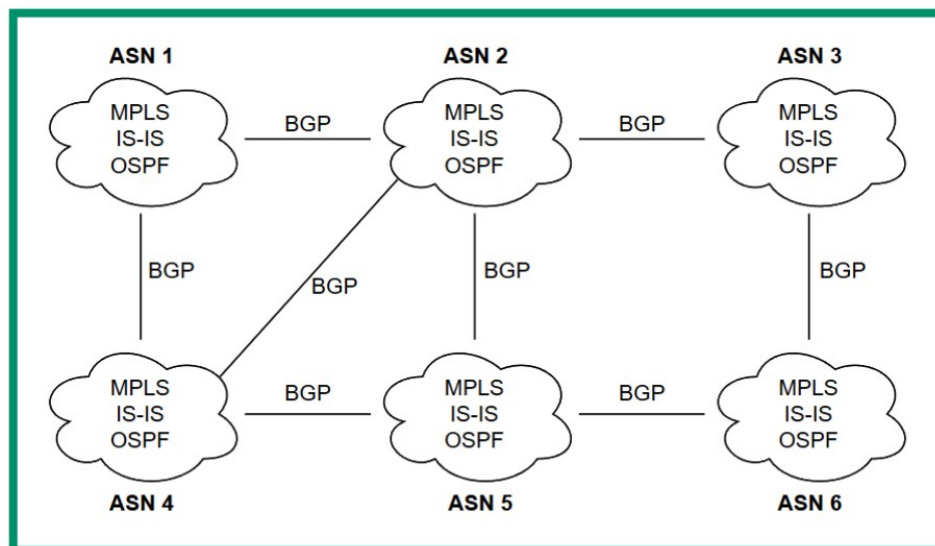 ASN 1
ASN 2
ASN 3
MPLS
IS-IS
OSPF
BGP
MPLS
IS-IS
OSPF
BGP
MPLS
IS-IS
OSPF
BGP
BGP
BGP
BGP
MPLS
IS-IS
OSPF
BGP
MPLS
IS-IS
OSPF
BGP
MPLS
IS-IS
OSPF
ASN 4
ASN 5
ASN 6